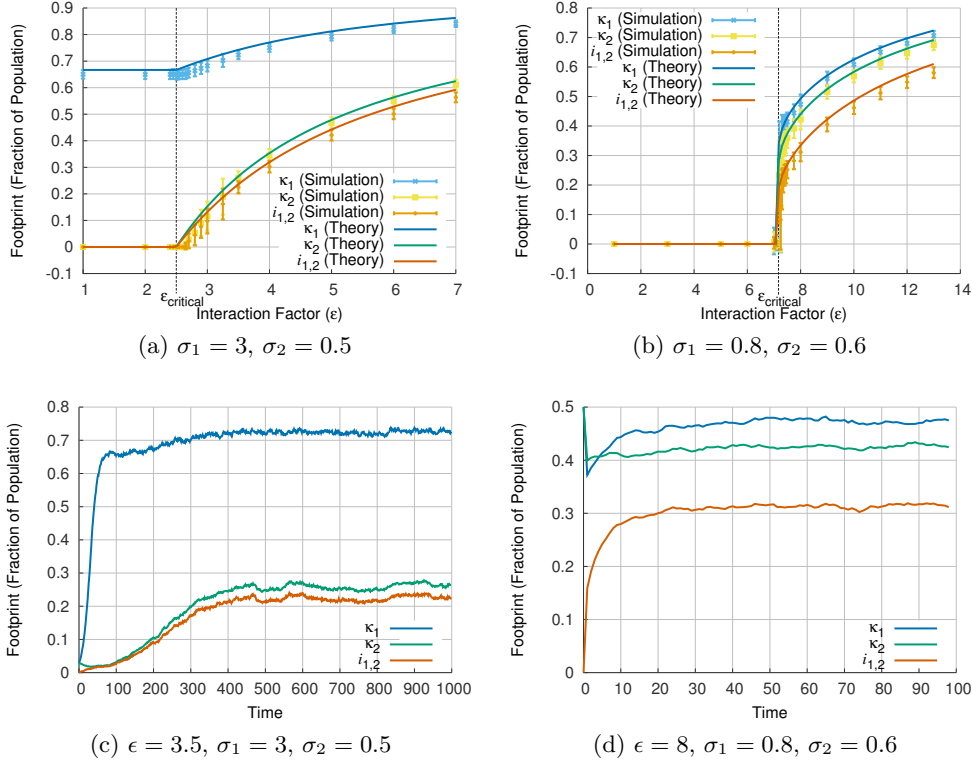 0.9
0.8
0.7
0.6
0.5
0.4
0.3
0.2
0.1
0
-0.1
Footprint (Fraction of Population)
κ1 (Simulation)
κ2 (Simulation)
i1,2 (Simulation)
κ1 (Theory)
κ2 (Theory)
i1,2 (Theory)
1 2 3 4 5 6 7
εcritical
Interaction Factor (ε)
(a) σ1 = 3, σ2 = 0.5
0.8
0.7
0.6
0.5
0.4
0.3
0.2
0.1
0
-0.1
Footprint (Fraction of Population)
κ1 (Simulation)
κ2 (Simulation)
i1,2 (Simulation)
κ1 (Theory)
κ2 (Theory)
i1,2 (Theory)
0 2 4 6 8 10 12 14
εcritical
Interaction Factor (ε)
(b) σ1 = 0.8, σ2 = 0.6
0.8
0.7
0.6
0.5
0.4
0.3
0.2
0.1
0
Footprint (Fraction of Population)
κ1
κ2
i1,2
0 100 200 300 400 500 600 700 800 900 1000
Time
(c) ϵ = 3.5, σ1 = 3, σ2 = 0.5
0.5
0.4
0.3
0.2
0.1
0
Footprint (Fraction of Population)
κ1
κ2
i1,2
0 10 20 30 40 50 60 70 80 90 100
Time
(d) ϵ = 8, σ1 = 0.8, σ2 = 0.6